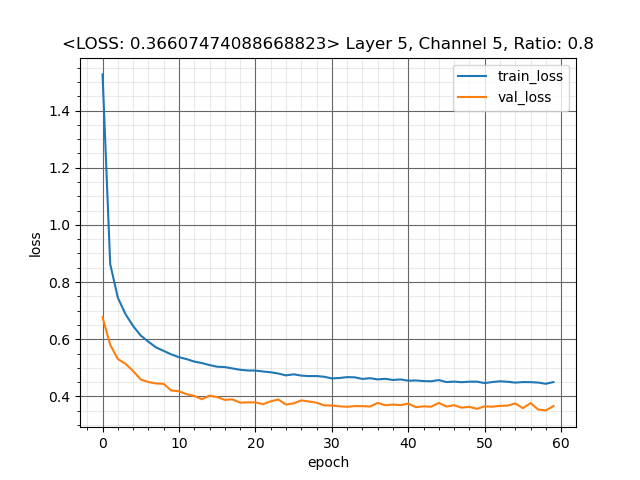 <LOSS: 0.36607474088668823> Layer 5, Channel 5, Ratio: 0.8
train_loss
val_loss
1.4
1.2
1.0
0.8
0.6
0.4
loss
0 10 20 30 40 50 60
epoch